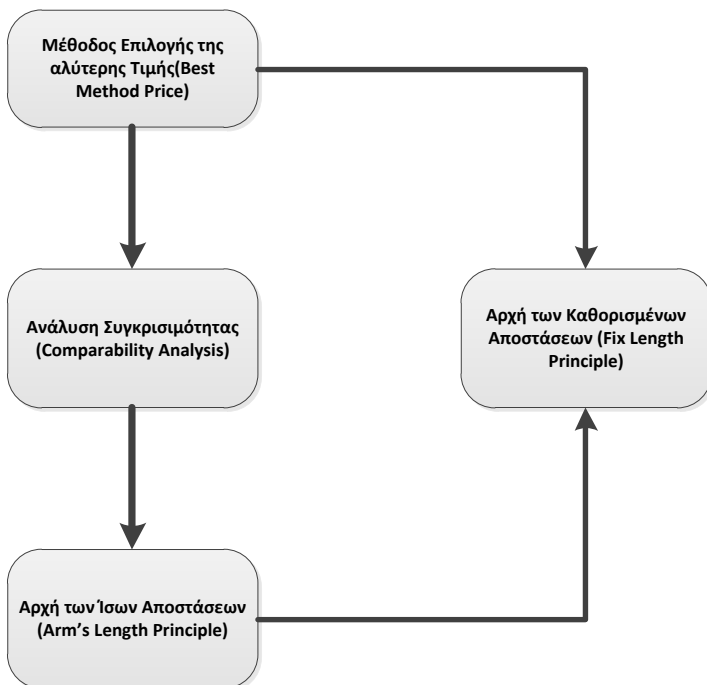 Μέθοδος Επιλογής της
αλύτερης Τιμής(Best
Method Price)
Ανάλυση Συγκρισιμότητας
(Comparability Analysis)
Αρχή των Καθορισμένων
Αποστάσεων (Fix Length
Principle)
Αρχή των Ίσων Αποστάσεων
(Arm’s Length Principle)